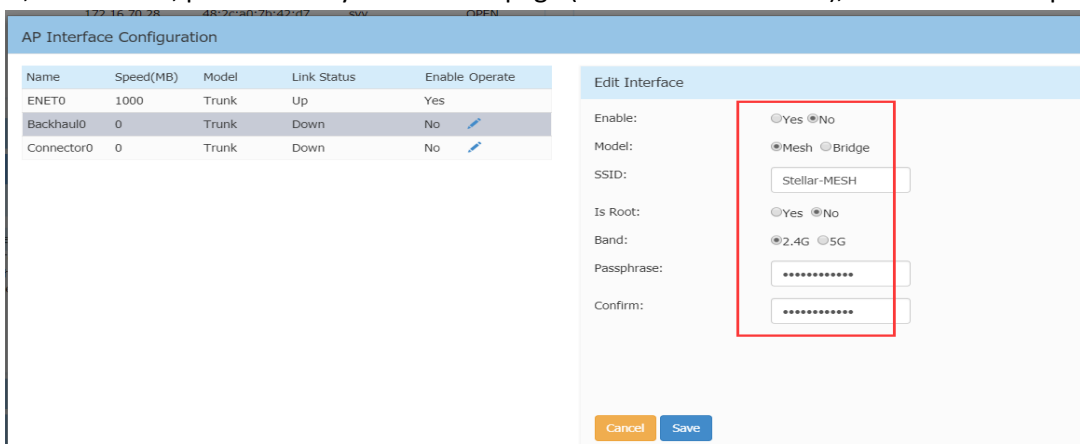 AP Interface Configuration
Name Speed(MB) Model Link Status Enable Operate
ENET0 1000 Trunk Up Yes
Backhaul0 0 Trunk Down No
Connector0 0 Trunk Down No
Edit Interface
Enable: Yes No
Model: Mesh Bridge
SSID: Stellar-MESH
Is Root: Yes No
Band: 2.4G 5G
Passphrase: ••••••••••••
Confirm: ••••••••••••
Cancel Save